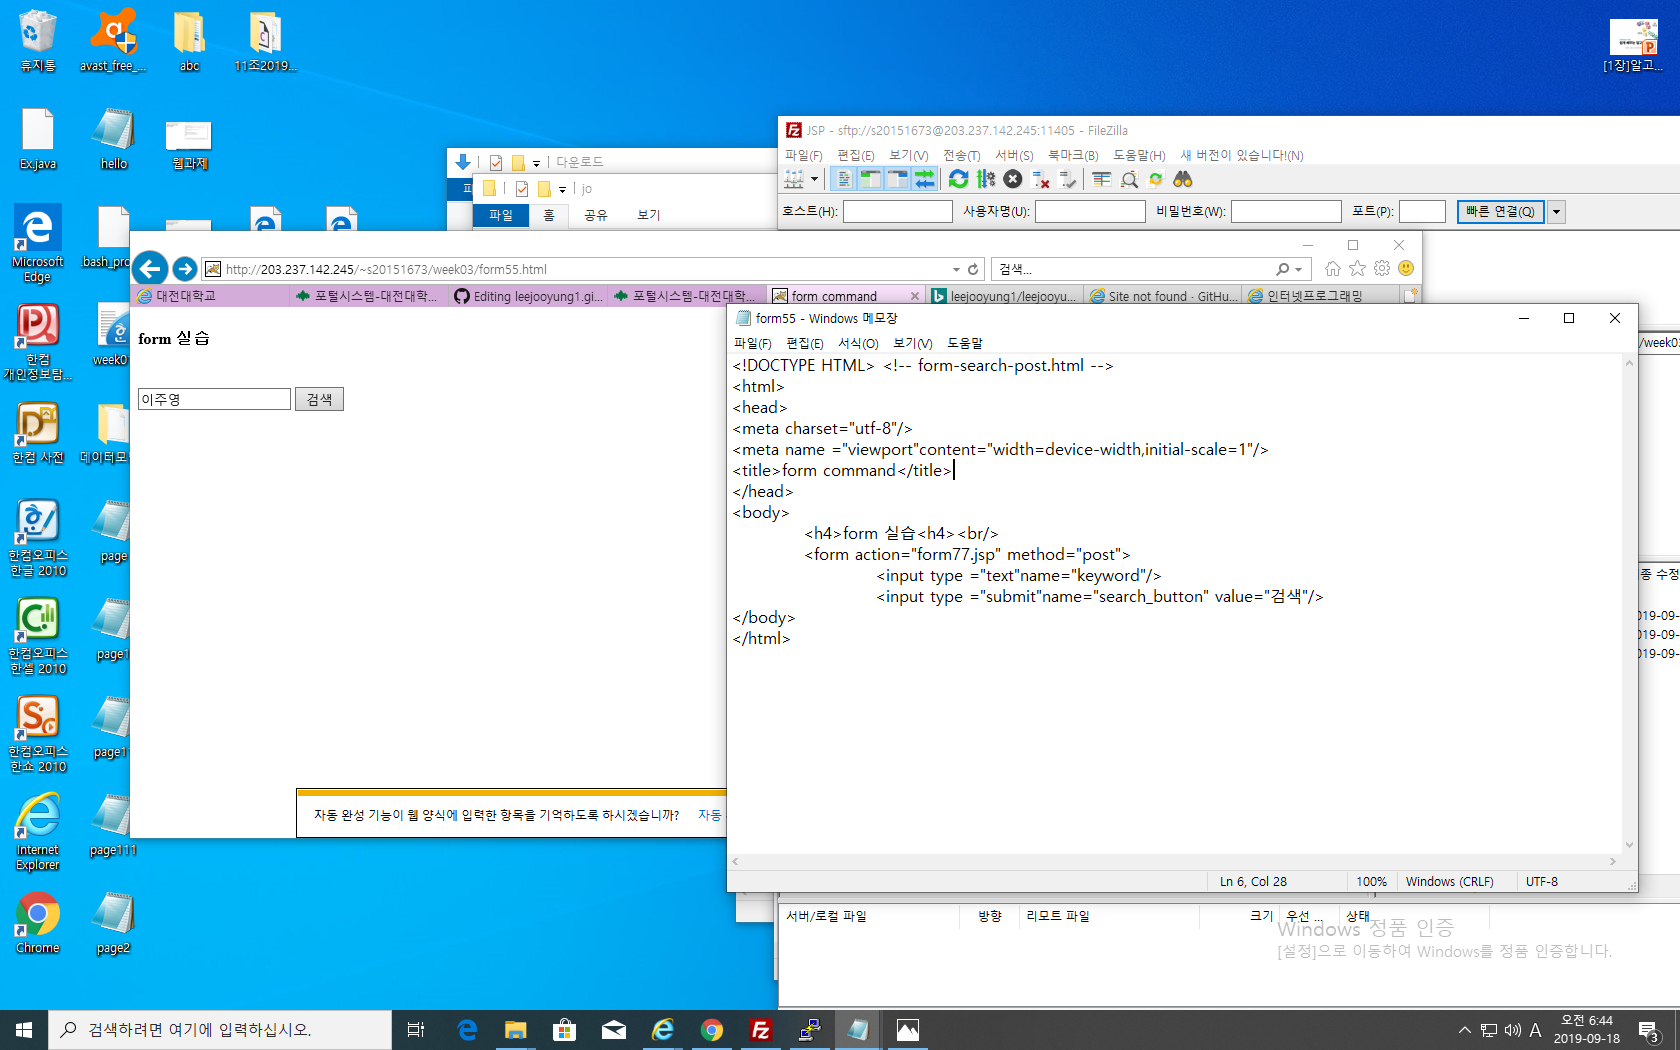 휴지통
avast_free_...
abc
11조2019...
[1장]알고...
Ex.java
hello
웹과제
Microsoft
Edge
.bash_pro
한컴
개인정보탐...
week0
한컴 사전
데이터모
한컴오피스
한글 2010
page
한컴오피스
한셀 2010
page1
한컴오피스
한쇼 2010
page1
Internet
Explorer
page111
Chrome
page2
다운로드
jo
파일
홈
공유
보기
JSP - sftp://s20151673@203.237.142.245:11405 - FileZilla
파일(F) 편집(E) 보기(V) 전송(T) 서버(S) 북마크(B) 도움말(H) 새 버전이 있습니다!(N)
호스트(H): 사용자명(U): 비밀번호(W): 포트(P): 빠른 연결(Q)
http://203.237.142.245/~s20151673/week03/form55.html
검색...
대전대학교
포털시스템-대전대학...
Editing leejooyung1.gi...
포털시스템-대전대학...
form command
leejooyung1/leejooyu...
Site not found · GitHu...
인터넷프로그래밍
form 실습
이주영
검색
자동 완성 기능이 웹 양식에 입력한 항목을 기억하도록 하시겠습니까? 자동
form55 - Windows 메모장
파일(F) 편집(E) 서식(O) 보기(V) 도움말
<!DOCTYPE HTML> <!-- form-search-post.html -->
<html>
<head>
<meta charset="utf-8"/>
<meta name ="viewport"content="width=device-width,initial-scale=1"/>
<title>form command</title>
</head>
<body>
<h4>form 실습<h4><br/>
<form action="form77.jsp" method="post">
<input type ="text"name="keyword"/>
<input type ="submit"name="search_button" value="검색"/>
</body>
</html>
Ln 6, Col 28
100%
Windows (CRLF)
UTF-8
/week03
종 수정
019-09-
019-09-
019-09-
서버/로컬 파일 방향 리모트 파일 크기 우선 ... 상태
Windows 정품 인증
[설정]으로 이동하여 Windows를 정품 인증합니다.
검색하려면 여기에 입력하십시오.
A
오전 6:44
2019-09-18
3